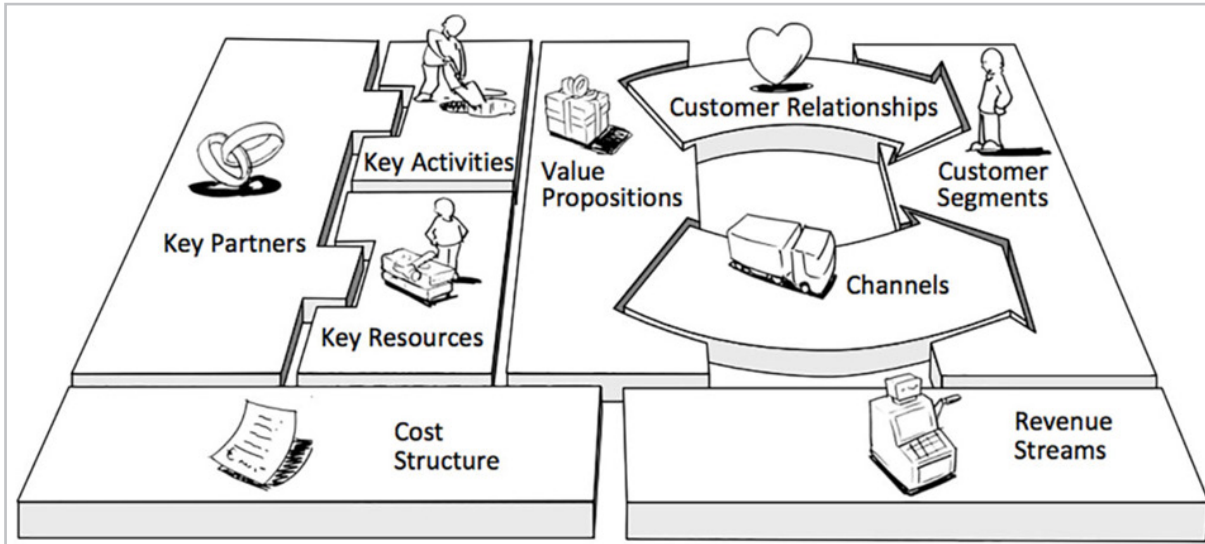 Key Partners
Key Activities
Key Resources
Value
Propositions
Customer Relationships
Channels
Customer
Segments
Cost
Structure
Revenue
Streams